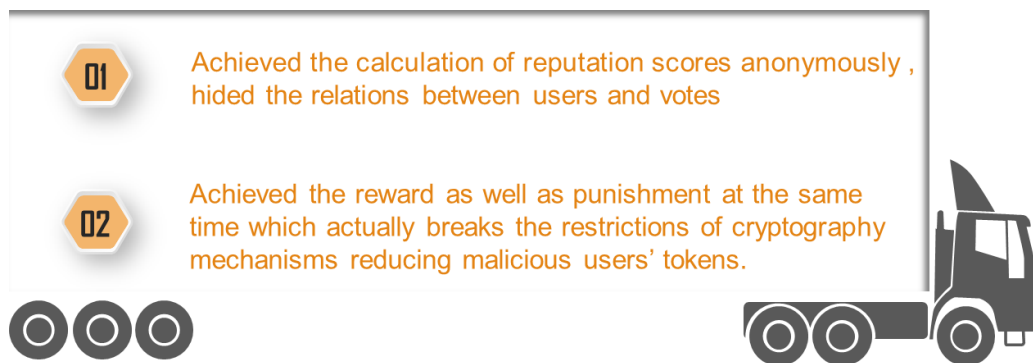 01
Achieved the calculation of reputation scores anonymously ,
hided the relations between users and votes
02
Achieved the reward as well as punishment at the same
time which actually breaks the restrictions of cryptography
mechanisms reducing malicious users’ tokens.